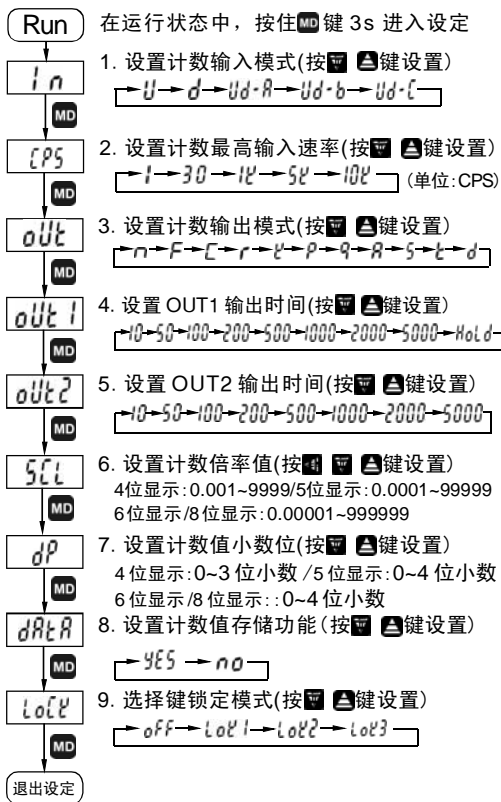 Run
在运行状态中，按住MD键 3s 进入设定
In
1. 设置计数输入模式(按 键设置)
U d Ud-A Ud-b Ud-C
MD
CPS
2. 设置计数最高输入速率(按 键设置)
1 30 1K 5K 10K (单位:CPS)
MD
oUt
3. 设置计数输出模式(按 键设置)
n F C r K P q A S t d
MD
oUt 1
4. 设置 OUT1 输出时间(按 键设置)
10 50 100 200 500 1000 2000 5000 HoLd
MD
oUt2
5. 设置 OUT2 输出时间(按 键设置)
10 50 100 200 500 1000 2000 5000
MD
SCL
6. 设置计数倍率值(按 键设置)
4位显示:0.001~9999/5位显示:0.0001~99999
6位显示/8位显示:0.00001~999999
MD
dP
7. 设置计数值小数位(按 键设置)
4位显示:0~3位小数/5位显示:0~4位小数
6位显示/8位显示::0~4位小数
MD
dAtA
8. 设置计数值存储功能(按 键设置)
YES no
MD
LoCK
9. 选择键锁定模式(按 键设置)
oFF LoK1 LoK2 LoK3
MD
退出设定